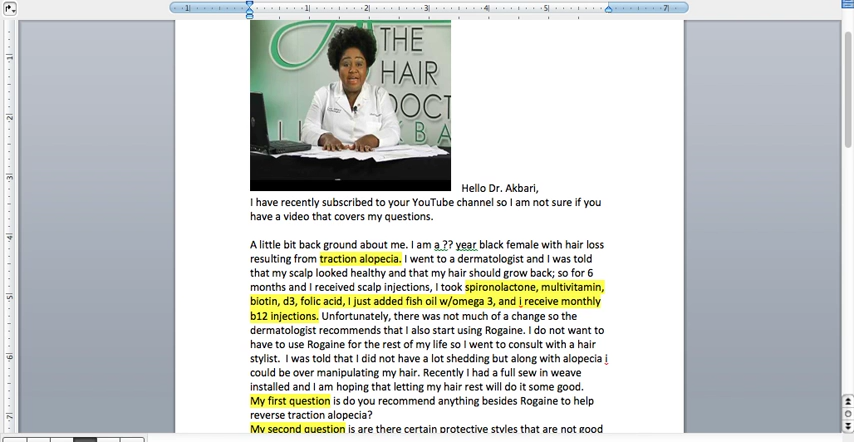 THE
HAIR
DOCT
Hello Dr. Akbari,
I have recently subscribed to your YouTube channel so I am not sure if you
have a video that covers my questions.
A little bit back ground about me. I am a ?? year black female with hair loss
resulting from traction alopecia. I went to a dermatologist and I was told
that my scalp looked healthy and that my hair should grow back; so for 6
months and I received scalp injections, I took spironolactone, multivitamin,
biotin, d3, folic acid, I just added fish oil w/omega 3, and i receive monthly
b12 injections. Unfortunately, there was not much of a change so the
dermatologist recommends that I also start using Rogaine. I do not want to
have to use Rogaine for the rest of my life so I went to consult with a hair
stylist.  I was told that I did not have a lot shedding but along with alopecia i
could be over manipulating my hair. Recently I had a full sew in weave
installed and I am hoping that letting my hair rest will do it some good.
My first question is do you recommend anything besides Rogaine to help
reverse traction alopecia?
My second question is are there certain protective styles that are not good